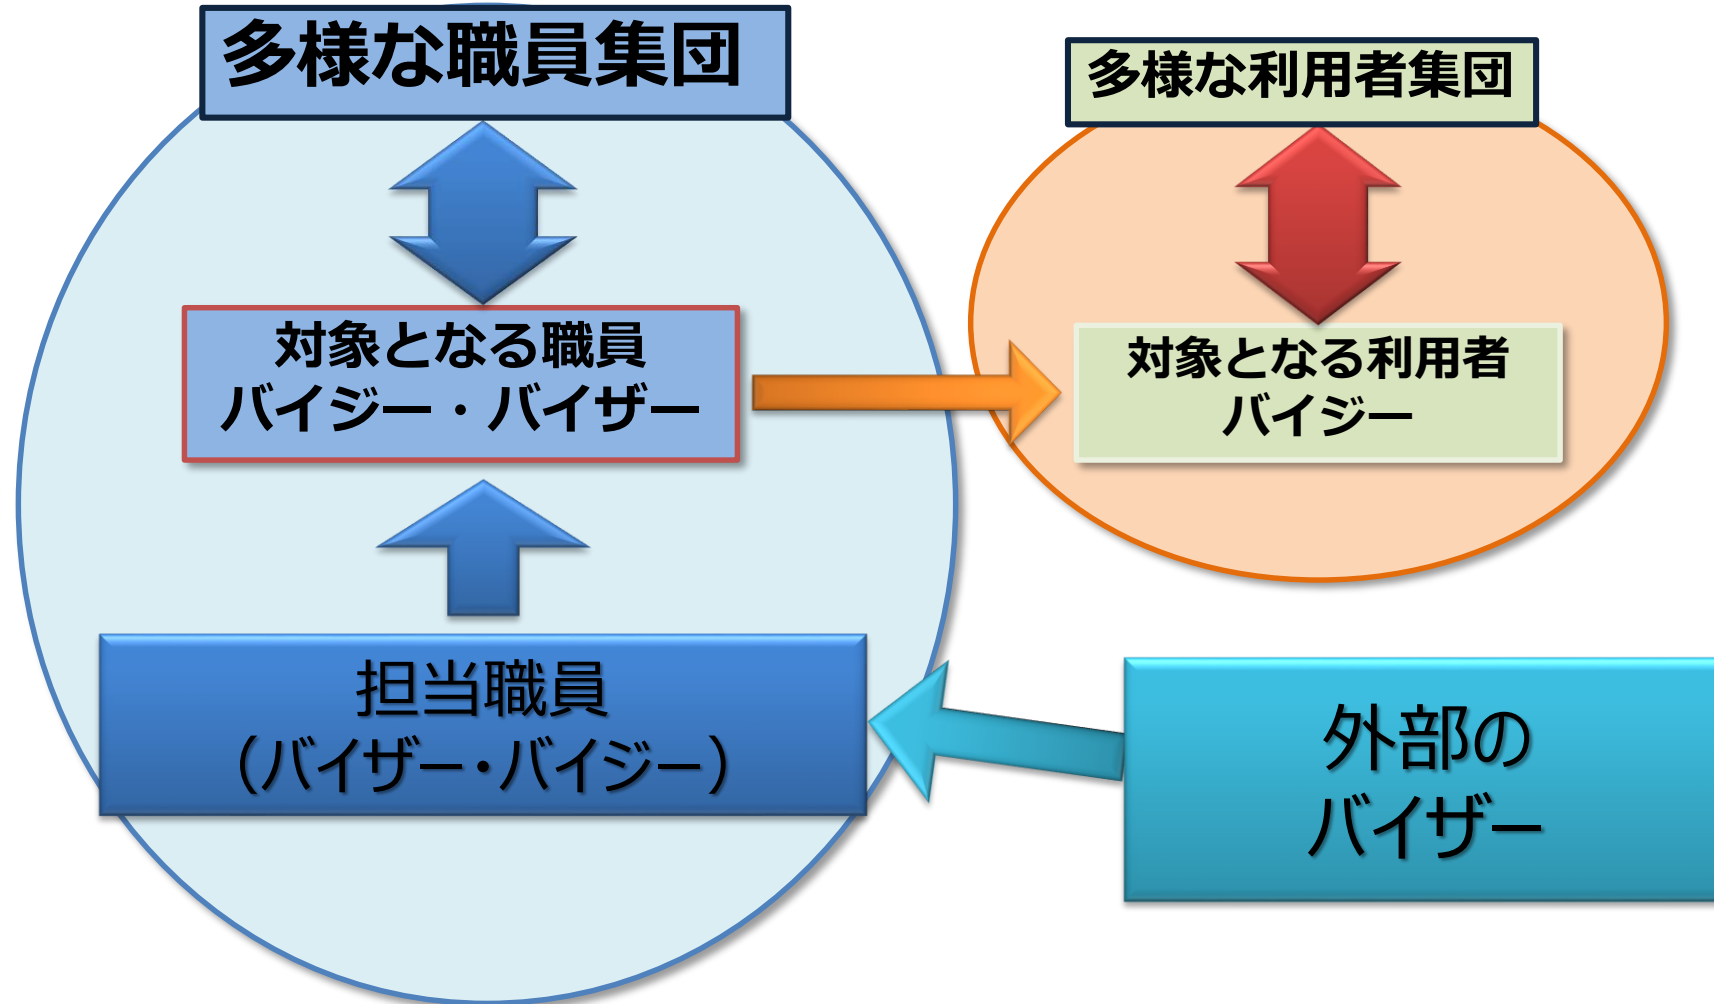 多様な職員集団
多様な利用者集団
対象となる職員
バイジー・バイザー
対象となる利用者
バイジー
担当職員
（バイザー・バイジー）
外部の
バイザー